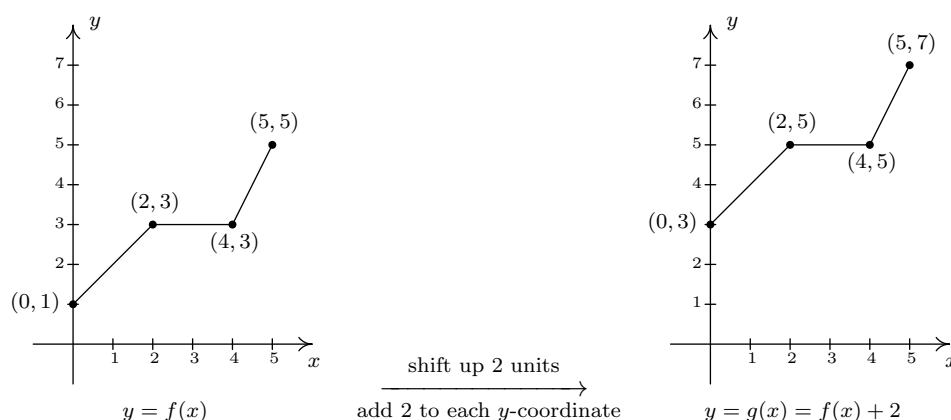 y
7
6
5
4
3
2
(0, 1)
(2, 3)
(4, 3)
(5, 5)
1 2 3 4 5
x
y = f(x)
shift up 2 units
add 2 to each y-coordinate
y
7
6
5
4
3
2
1
(0, 3)
(2, 5)
(4, 5)
(5, 7)
1 2 3 4 5
x
y = g(x) = f(x) + 2